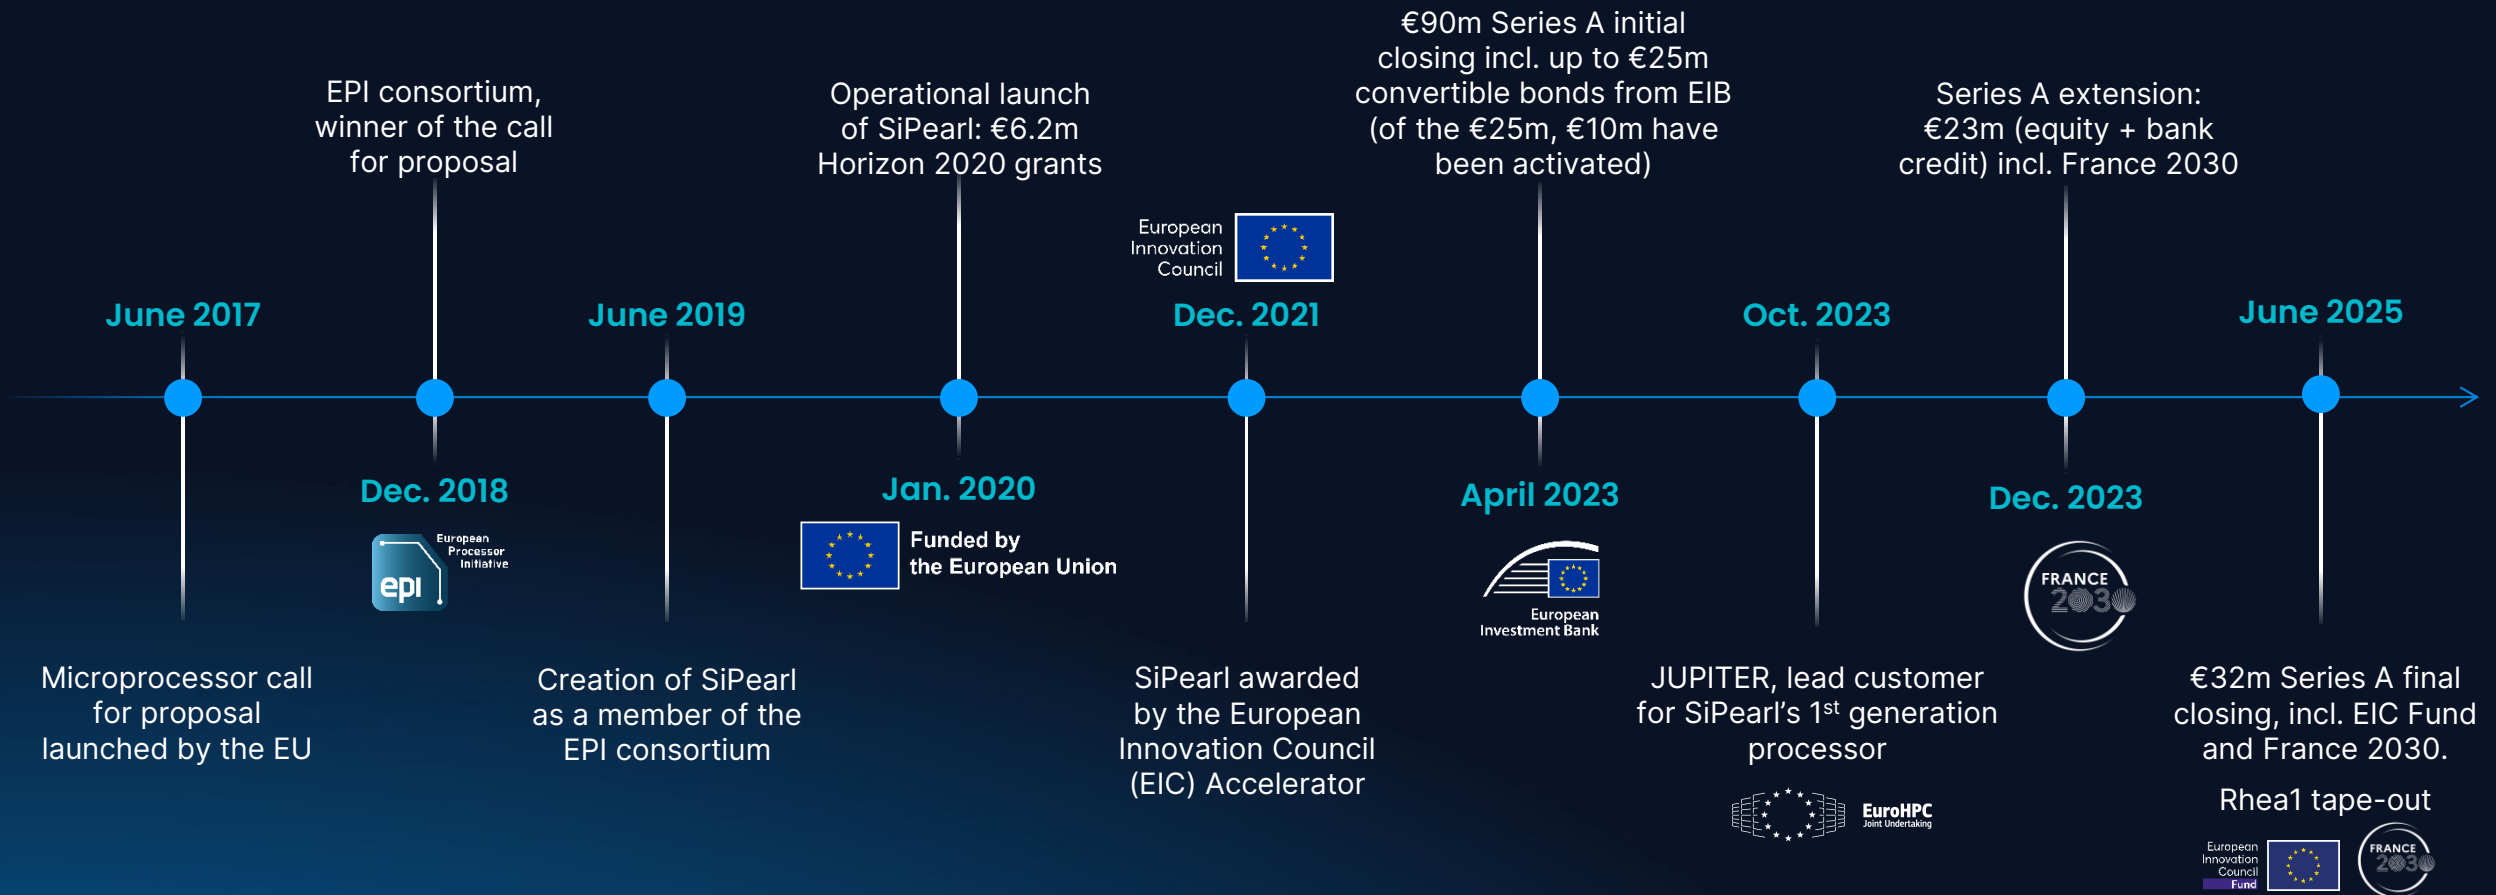 June 2017
Microprocessor call
for proposal
launched by the EU
EPI consortium,
winner of the call
for proposal
Dec. 2018
epi
European
Processor
Initiative
June 2019
Creation of SiPearl
as a member of the
EPI consortium
Operational launch
of SiPearl: €6.2m
Horizon 2020 grants
Jan. 2020
Funded by
the European Union
European
Innovation
Council
Dec. 2021
SiPearl awarded
by the European
Innovation Council
(EIC) Accelerator
€90m Series A initial
closing incl. up to €25m
convertible bonds from EIB
(of the €25m, €10m have
been activated)
April 2023
European
Investment Bank
Oct. 2023
JUPITER, lead customer
for SiPearl’s 1st generation
processor
EuroHPC
Joint Undertaking
Series A extension:
€23m (equity + bank
credit) incl. France 2030
Dec. 2023
FRANCE
2030
June 2025
€32m Series A final
closing, incl. EIC Fund
and France 2030.
Rhea1 tape-out
European
Innovation
Council
Fund
FRANCE
2030